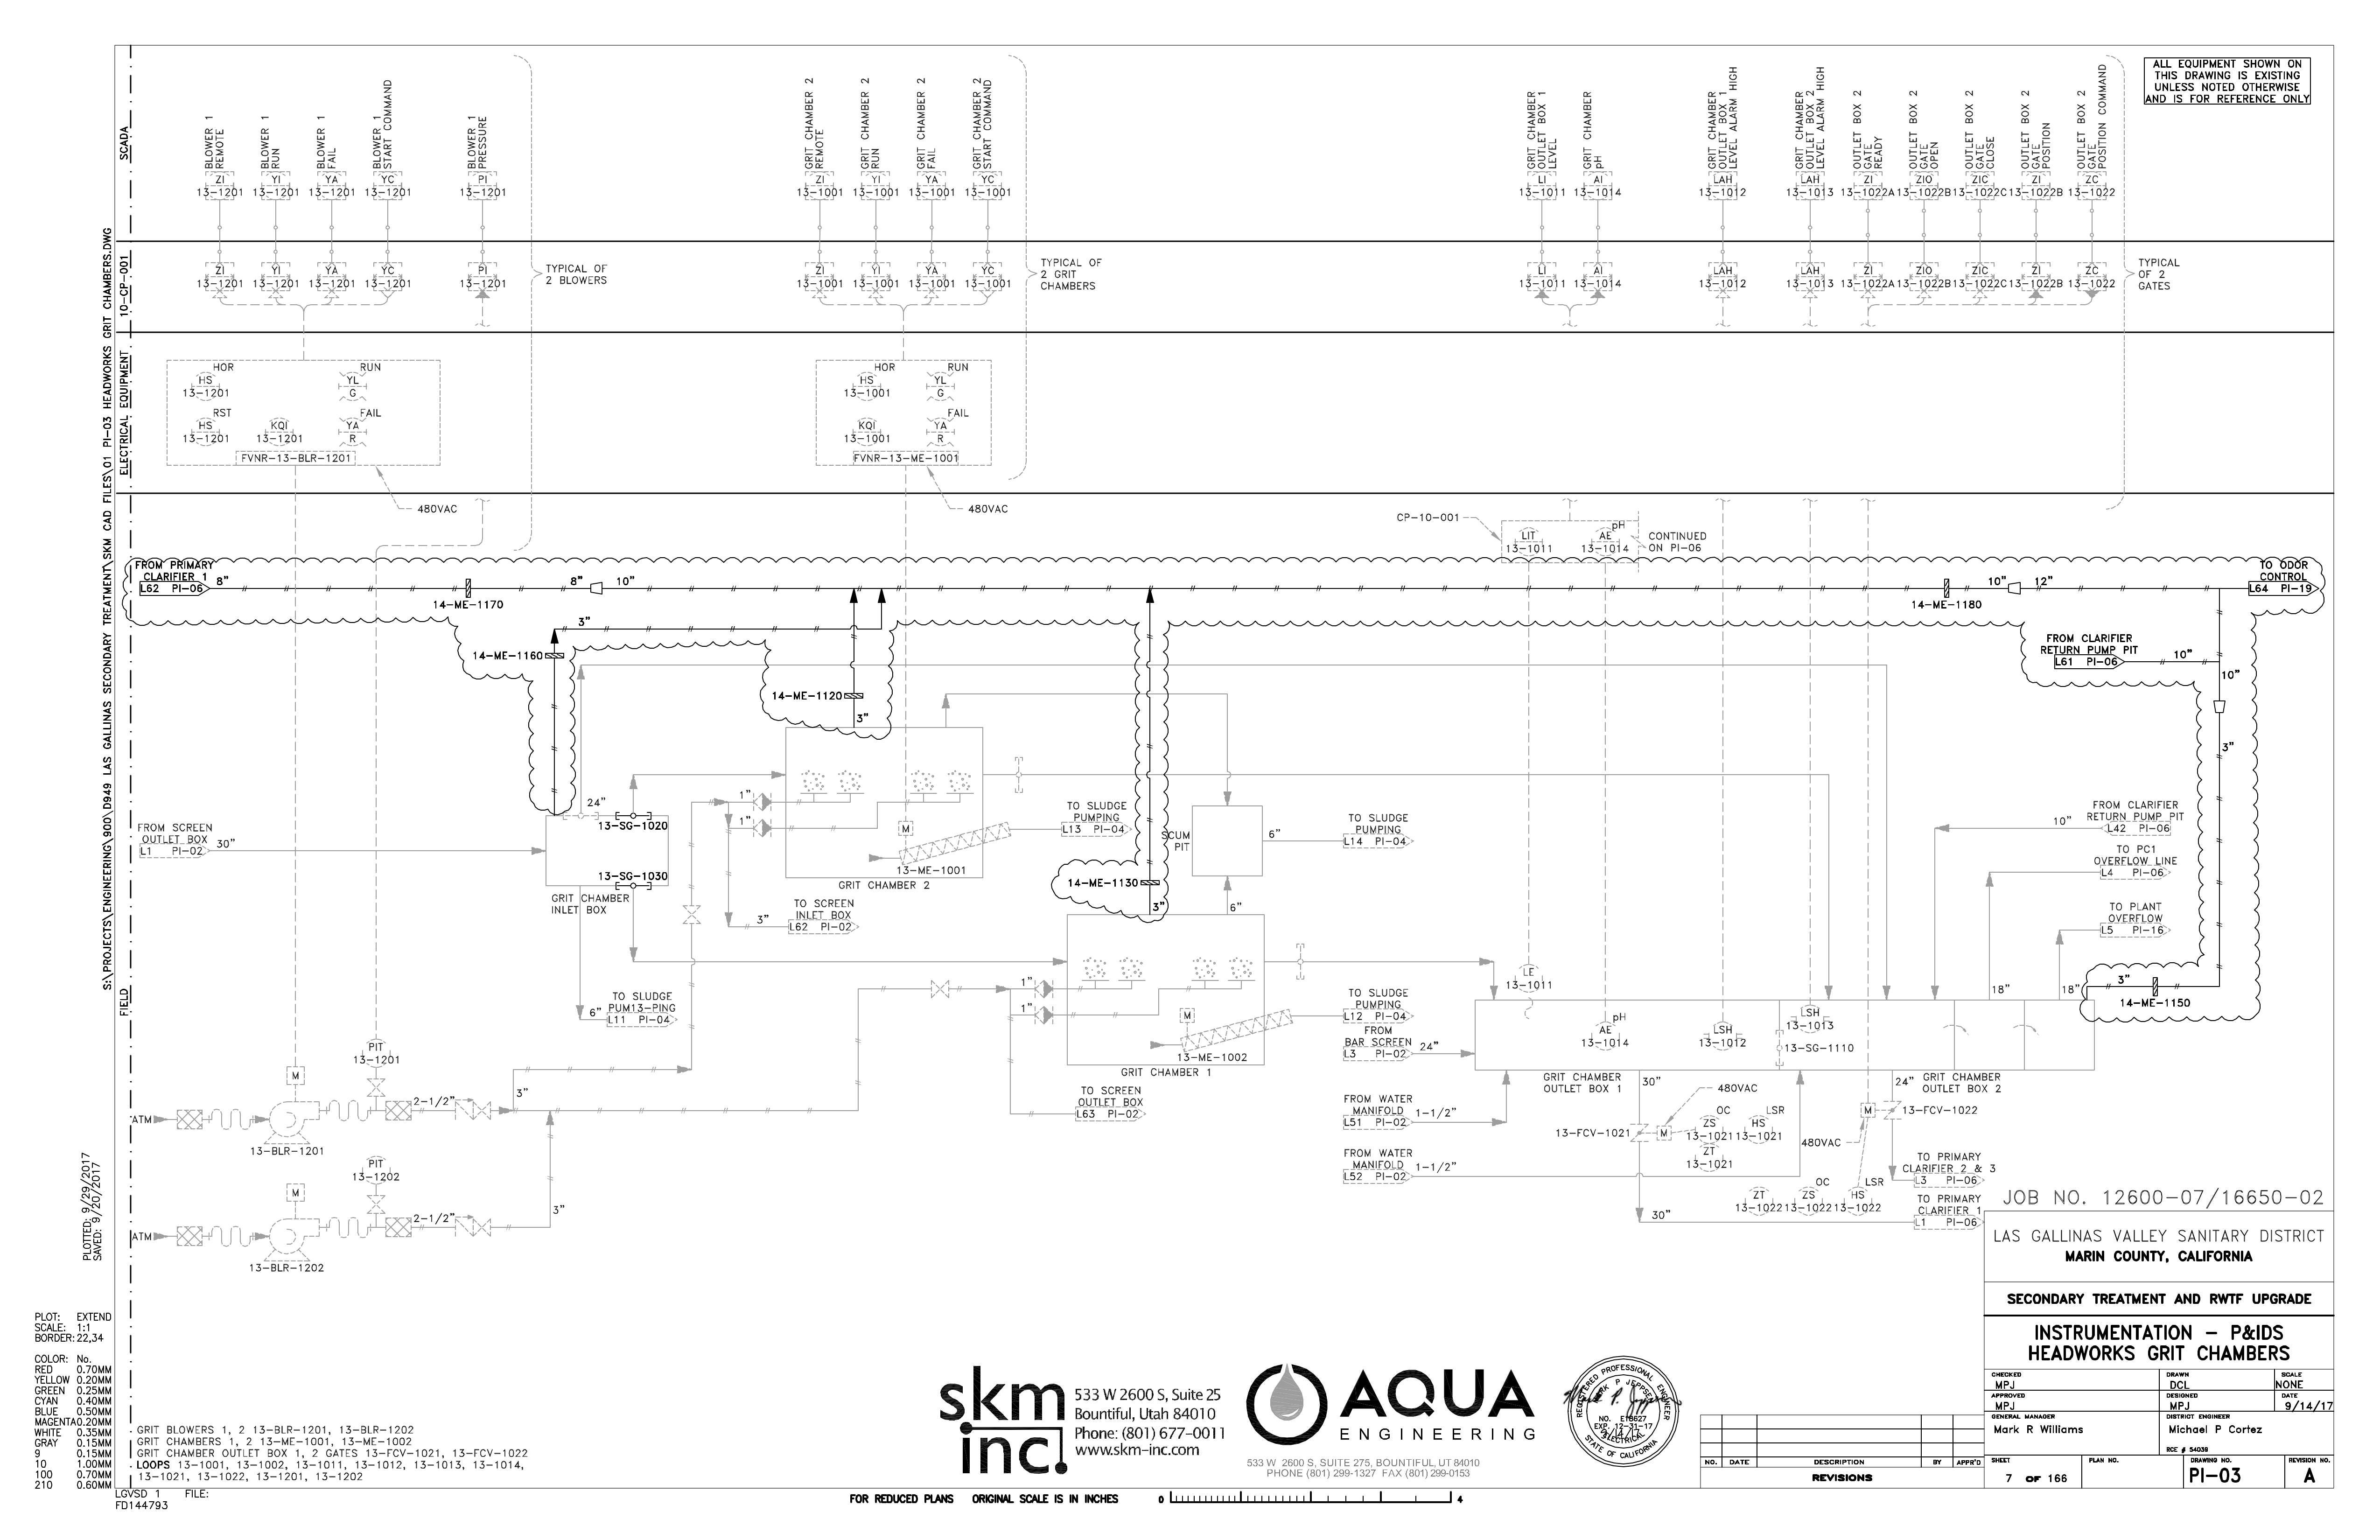 ALL EQUIPMENT SHOWN ON
THIS DRAWING IS EXISTING
UNLESS NOTED OTHERWISE
AND IS FOR REFERENCE ONLY
SCADA
BLOWER 1
REMOTE
BLOWER 1
RUN
BLOWER 1
FAIL
BLOWER 1
START COMMAND
BLOWER 1
PRESSURE
GRIT CHAMBER 2
REMOTE
GRIT CHAMBER 2
RUN
GRIT CHAMBER 2
FAIL
GRIT CHAMBER 2
START COMMAND
GRIT CHAMBER
OUTLET BOX 1
LEVEL
GRIT CHAMBER
pH
GRIT CHAMBER
OUTLET BOX 1
LEVEL ALARM HIGH
GRIT CHAMBER
OUTLET BOX 2
LEVEL ALARM HIGH
OUTLET BOX 2
GATE
READY
OUTLET BOX 2
GATE
OPEN
OUTLET BOX 2
GATE
CLOSE
OUTLET BOX 2
GATE
POSITION
OUTLET BOX 2
GATE
POSITION COMMAND
ZI YI YA YC PI ZI YI YA YC LI AI LAH LAH ZI ZIO ZIC ZI ZC
13-1201 13-1201 13-1201 13-1201 13-1201 13-1001 13-1001 13-1001 13-1001 13-1011 13-1014 13-1012 13-1013 13-1022A 13-1022B 13-1022C 13-1022B 13-1022
10-CP-001
ZI YI YA YC PI ZI YI YA YC LI AI LAH LAH ZI ZIO ZIC ZI ZC
13-1201 13-1201 13-1201 13-1201 13-1201 13-1001 13-1001 13-1001 13-1001 13-1011 13-1014 13-1012 13-1013 13-1022A 13-1022B 13-1022C 13-1022B 13-1022
TYPICAL OF
2 BLOWERS
TYPICAL OF
2 GRIT
CHAMBERS
TYPICAL
OF 2
GATES
ELECTRICAL EQUIPMENT
HOR RUN
HS YL
13-1201 G
RST FAIL
HS KQI YA
13-1201 13-1201 R
FVNR-13-BLR-1201
480VAC
HOR RUN
HS YL
13-1001 G
FAIL
KQI YA
13-1001 R
FVNR-13-ME-1001
480VAC
CP-10-001
LIT
13-1011
pH
AE
13-1014
CONTINUED
ON PI-06
FIELD
FROM PRIMARY
CLARIFIER 1
L62 PI-06
8"
14-ME-1170
8" 10"
14-ME-1180
10" 12"
TO ODOR
CONTROL
L64 PI-19
3"
14-ME-1160
14-ME-1120
3"
FROM CLARIFIER
RETURN PUMP PIT
L61 PI-06
10"
10"
3"
24"
13-SG-1020
FROM SCREEN
OUTLET BOX
L1 PI-02
30"
13-SG-1030
GRIT CHAMBER
INLET BOX
1"
1"
M
13-ME-1001
GRIT CHAMBER 2
TO SLUDGE
PUMPING
L13 PI-04
SCUM
PIT
6"
TO SLUDGE
PUMPING
L14 PI-04
14-ME-1130
3"
6"
3"
TO SCREEN
INLET BOX
L62 PI-02
FROM CLARIFIER
RETURN PUMP PIT
10"
L42 PI-06
TO PC1
OVERFLOW LINE
L4 PI-06
TO PLANT
OVERFLOW
L5 PI-16
6"
TO SLUDGE
PUM13-PING
L11 PI-04
1"
1"
M
13-ME-1002
GRIT CHAMBER 1
TO SLUDGE
PUMPING
L12 PI-04
FROM
BAR SCREEN
L3 PI-02
24"
LE
13-1011
pH
AE
13-1014
LSH
13-1012
LSH
13-1013
13-SG-1110
18"
18"
3"
14-ME-1150
GRIT CHAMBER
OUTLET BOX 1
GRIT CHAMBER
OUTLET BOX 2
PIT
13-1201
M
3"
ATM
2-1/2"
13-BLR-1201
PIT
13-1202
M
ATM
2-1/2"
3"
13-BLR-1202
TO SCREEN
OUTLET BOX
L63 PI-02
FROM WATER
MANIFOLD
L51 PI-02
1-1/2"
FROM WATER
MANIFOLD
L52 PI-02
1-1/2"
30"
480VAC
13-FCV-1021
M
OC
ZS
13-1021
ZT
13-1021
LSR
HS
13-1021
24"
M
13-FCV-1022
480VAC
TO PRIMARY
CLARIFIER 2 & 3
L3 PI-06
ZT
13-1022
OC
ZS
13-1022
LSR
HS
13-1022
TO PRIMARY
CLARIFIER 1
L1 PI-06
30"
JOB NO. 12600-07/16650-02
LAS GALLINAS VALLEY SANITARY DISTRICT
MARIN COUNTY, CALIFORNIA
SECONDARY TREATMENT AND RWTF UPGRADE
INSTRUMENTATION - P&IDS
HEADWORKS GRIT CHAMBERS
CHECKED
MPJ
DRAWN
DCL
SCALE
NONE
APPROVED
MPJ
DESIGNED
MPJ
DATE
9/14/17
GENERAL MANAGER
Mark R Williams
DISTRICT ENGINEER
Michael P Cortez
RCE # 54038
SHEET
7 OF 166
PLAN NO.
DRAWING NO.
PI-03
REVISION NO.
A
NO. DATE DESCRIPTION BY APPR'D
REVISIONS
S:\PROJECTS\ENGINEERING\900\D949 LAS GALLINAS SECONDARY TREATMENT\SKM CAD FILES\01 PI-03 HEADWORKS GRIT CHAMBERS.DWG
PLOTTED: 9/29/2017
SAVED: 9/20/2017
PLOT: EXTEND
SCALE: 1:1
BORDER: 22,34
COLOR: No.
RED 0.70MM
YELLOW 0.20MM
GREEN 0.25MM
CYAN 0.40MM
BLUE 0.50MM
MAGENTA 0.20MM
WHITE 0.35MM
GRAY 0.15MM
9 0.15MM
10 1.00MM
100 0.70MM
210 0.60MM
GRIT BLOWERS 1, 2 13-BLR-1201, 13-BLR-1202
GRIT CHAMBERS 1, 2 13-ME-1001, 13-ME-1002
GRIT CHAMBER OUTLET BOX 1, 2 GATES 13-FCV-1021, 13-FCV-1022
LOOPS 13-1001, 13-1002, 13-1011, 13-1012, 13-1013, 13-1014,
13-1021, 13-1022, 13-1201, 13-1202
LGVSD 1 FILE:
FD144793
skm
inc.
533 W 2600 S, Suite 25
Bountiful, Utah 84010
Phone: (801) 677-0011
www.skm-inc.com
AQUA
ENGINEERING
533 W 2600 S, SUITE 275, BOUNTIFUL, UT 84010
PHONE (801) 299-1327 FAX (801) 299-0153
REGISTERED PROFESSIONAL ENGINEER
MARK P JEPPSEN
NO. E18627
EXP. 12-31-17
ELECTRICAL
STATE OF CALIFORNIA
FOR REDUCED PLANS ORIGINAL SCALE IS IN INCHES
0 4